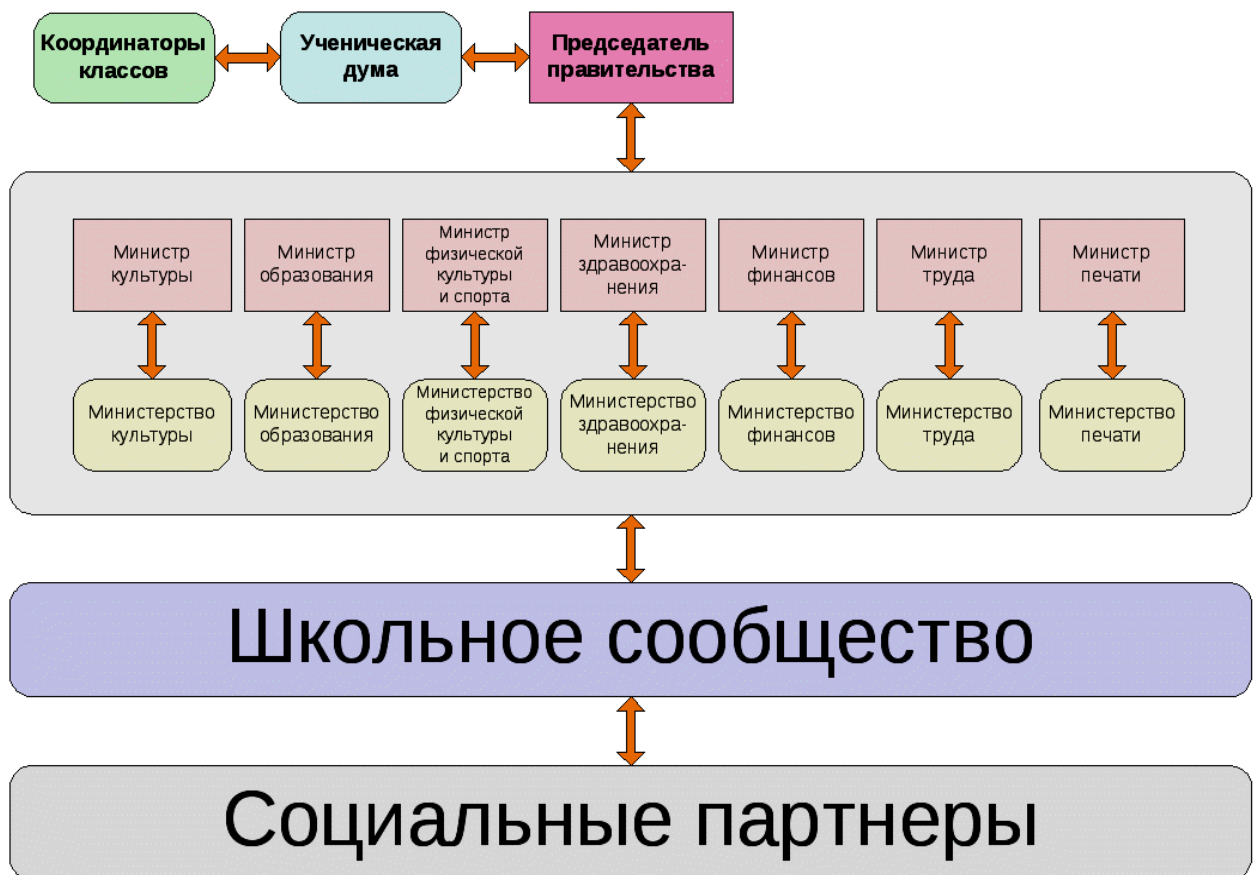 Координаторы
классов
Ученическая
дума
Председатель
правительства
Министр
культуры
Министр
образования
Министр
физической
культуры
и спорта
Министр
здравоохра-
нения
Министр
финансов
Министр
труда
Министр
печати
Министерство
культуры
Министерство
образования
Министерство
физической
культуры
и спорта
Министерство
здравоохра-
нения
Министерство
финансов
Министерство
труда
Министерство
печати
Школьное сообщество
Социальные партнеры